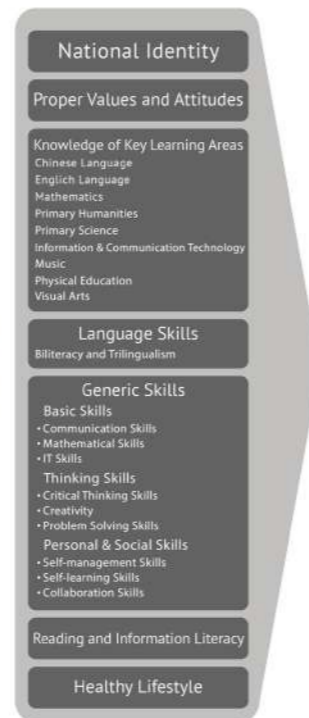 National Identity
Proper Values and Attitudes
Knowledge of Key Learning Areas
Chinese Language
Englich Language
Mathematics
Primary Humanities
Primary Science
Information & Communication Technology
Music
Physical Education
Visual Arts
Language Skills
Biliteracy and Trilingualism
Generic Skills
Basic Skills
• Communication Skills
• Mathematical Skills
• IT Skills
Thinking Skills
• Critical Thinking Skills
• Creativity
• Problem Solving Skills
Personal & Social Skills
• Self-management Skills
• Self-learning Skills
• Collaboration Skills
Reading and Information Literacy
Healthy Lifestyle